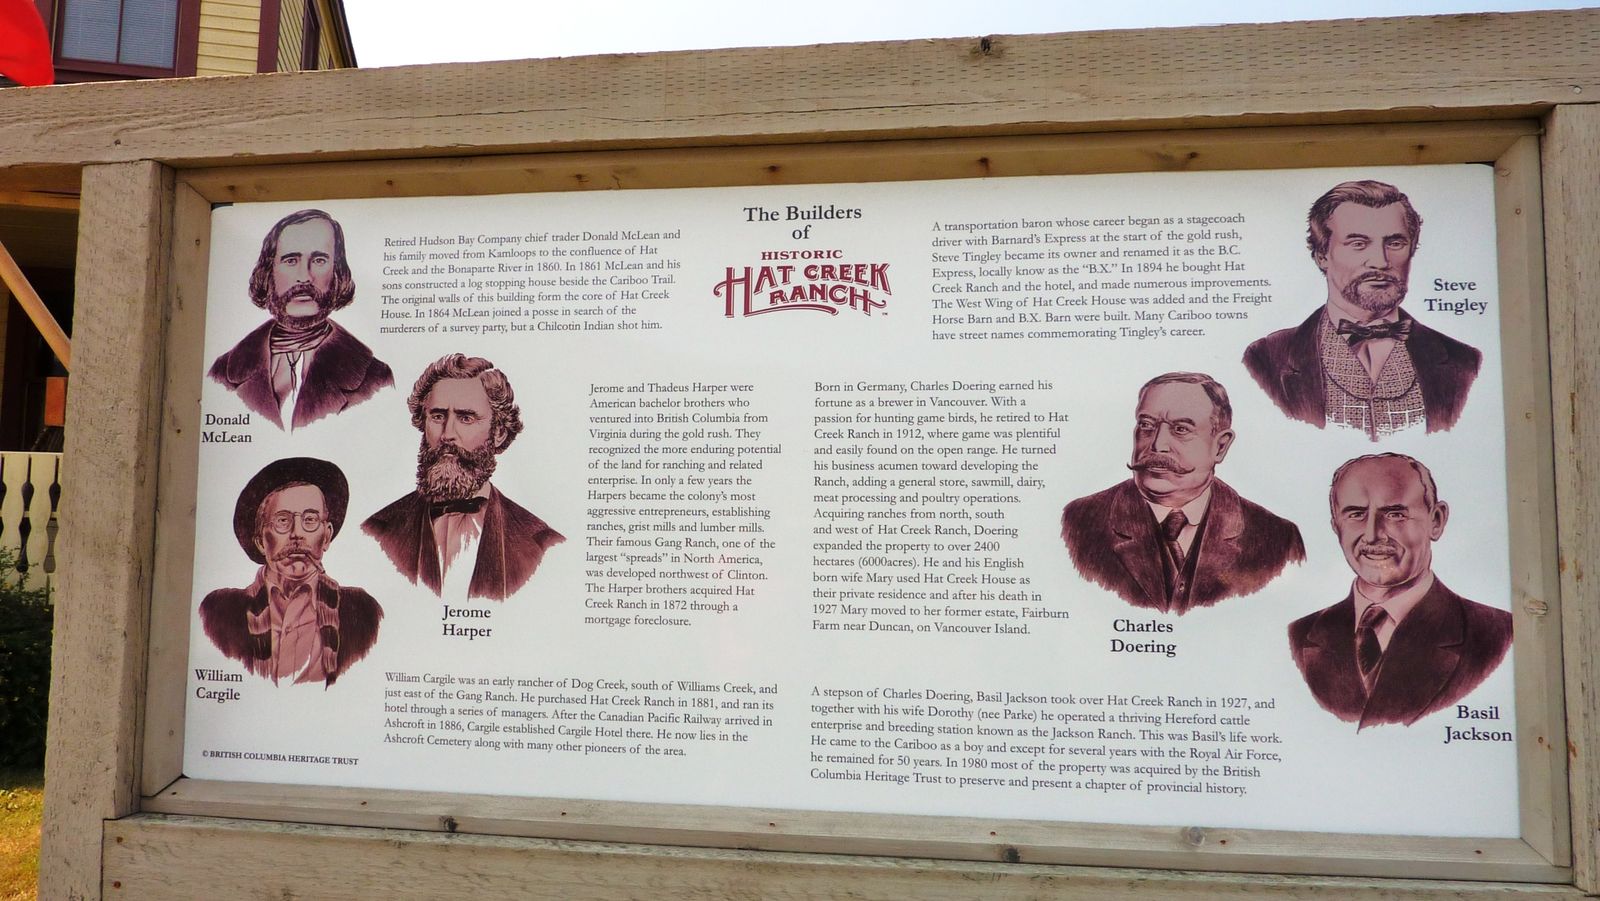 The Builders
of
HISTORIC
HAT CREEK
RANCH
Retired Hudson Bay Company chief trader Donald McLean and
his family moved from Kamloops to the confluence of Hat
Creek and the Bonaparte River in 1860. In 1861 McLean and his
sons constructed a log stopping house beside the Cariboo Trail.
The original walls of this building form the core of Hat Creek
House. In 1864 McLean joined a posse in search of the
murderers of a survey party, but a Chilcotin Indian shot him.
Donald
McLean
A transportation baron whose career began as a stagecoach
driver with Barnard's Express at the start of the gold rush,
Steve Tingley became its owner and renamed it as the B.C.
Express, locally know as the "B.X." In 1894 he bought Hat
Creek Ranch and the hotel, and made numerous improvements.
The West Wing of Hat Creek House was added and the Freight
Horse Barn and B.X. Barn were built. Many Cariboo towns
have street names commemorating Tingley's career.
Steve
Tingley
Jerome and Thadeus Harper were
American bachelor brothers who
ventured into British Columbia from
Virginia during the gold rush. They
recognized the more enduring potential
of the land for ranching and related
enterprise. In only a few years the
Harpers became the colony's most
aggressive entrepreneurs, establishing
ranches, grist mills and lumber mills.
Their famous Gang Ranch, one of the
largest "spreads" in North America,
was developed northwest of Clinton.
The Harper brothers acquired Hat
Creek Ranch in 1872 through a
mortgage foreclosure.
Jerome
Harper
Born in Germany, Charles Doering earned his
fortune as a brewer in Vancouver. With a
passion for hunting game birds, he retired to Hat
Creek Ranch in 1912, where game was plentiful
and easily found on the open range. He turned
his business acumen toward developing the
Ranch, adding a general store, sawmill, dairy,
meat processing and poultry operations.
Acquiring ranches from north, south
and west of Hat Creek Ranch, Doering
expanded the property to over 2400
hectares (6000acres). He and his English
born wife Mary used Hat Creek House as
their private residence and after his death in
1927 Mary moved to her former estate, Fairburn
Farm near Duncan, on Vancouver Island.
Charles
Doering
William
Cargile
William Cargile was an early rancher of Dog Creek, south of Williams Creek, and
just east of the Gang Ranch. He purchased Hat Creek Ranch in 1881, and ran its
hotel through a series of managers. After the Canadian Pacific Railway arrived in
Ashcroft in 1886, Cargile established Cargile Hotel there. He now lies in the
Ashcroft Cemetery along with many other pioneers of the area.
A stepson of Charles Doering, Basil Jackson took over Hat Creek Ranch in 1927, and
together with his wife Dorothy (nee Parke) he operated a thriving Hereford cattle
enterprise and breeding station known as the Jackson Ranch. This was Basil's life work.
He came to the Cariboo as a boy and except for several years with the Royal Air Force,
he remained for 50 years. In 1980 most of the property was acquired by the British
Columbia Heritage Trust to preserve and present a chapter of provincial history.
Basil
Jackson
© BRITISH COLUMBIA HERITAGE TRUST